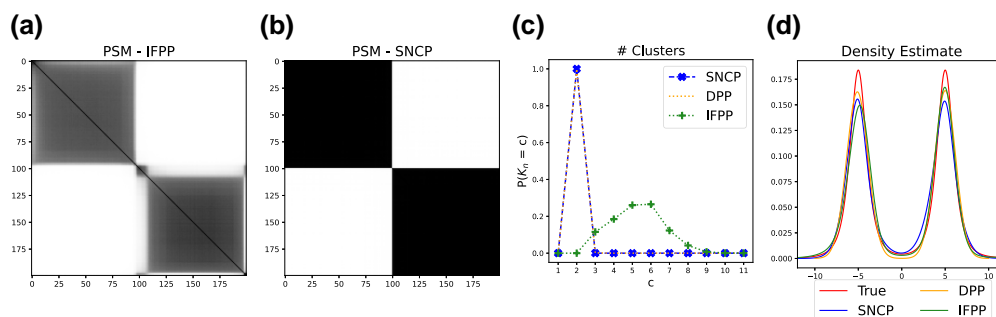 (a) (b) (c) (d)
PSM - IFPP
0
25
50
75
100
125
150
175
0 25 50 75 100 125 150 175
PSM - SNCP
0
25
50
75
100
125
150
175
0 25 50 75 100 125 150 175
# Clusters
P(K_n = c)
1.0
0.8
0.6
0.4
0.2
0.0
SNCP
DPP
IFPP
1 2 3 4 5 6 7 8 9 10 11
c
Density Estimate
0.175
0.150
0.125
0.100
0.075
0.050
0.025
0.000
−10 −5 0 5 10
True DPP
SNCP IFPP